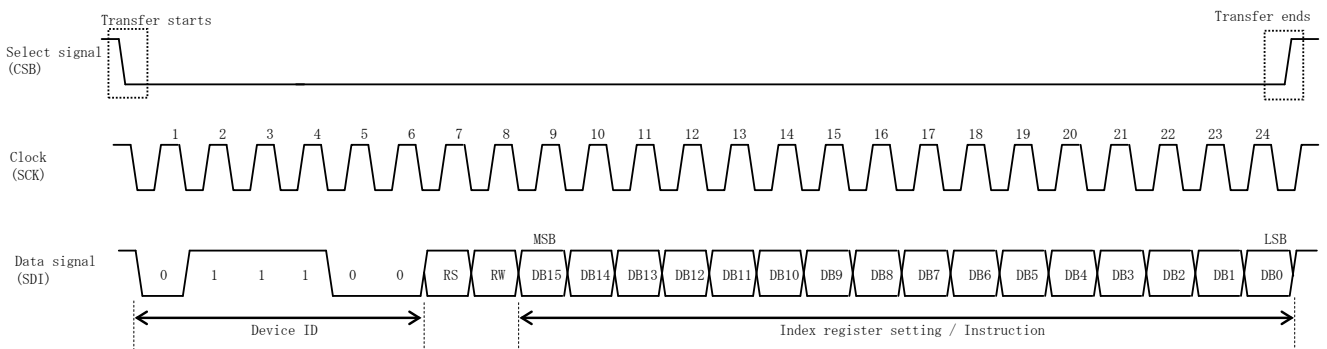 Transfer starts
Transfer ends
Select signal
(CSB)
1 2 3 4 5 6 7 8 9 10 11 12 13 14 15 16 17 18 19 20 21 22 23 24
Clock
(SCK)
MSB
LSB
Data signal
(SDI)
0 1 1 1 0 0 RS RW DB15 DB14 DB13 DB12 DB11 DB10 DB9 DB8 DB7 DB6 DB5 DB4 DB3 DB2 DB1 DB0
Device ID
Index register setting / Instruction